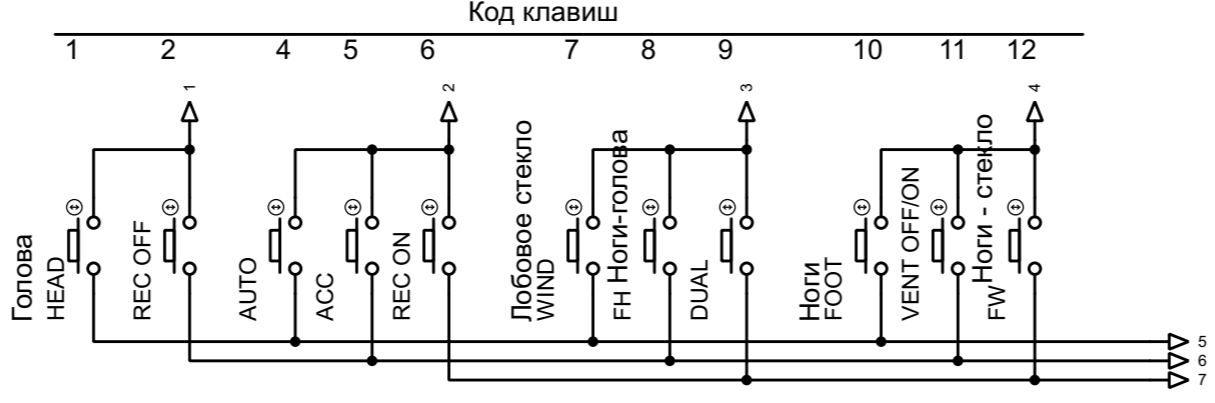 Код клавиш
1 2 4 5 6 7 8 9 10 11 12
1 2 3 4
Голова
HEAD
REC OFF
AUTO
ACC
REC ON
Лобовое стекло
WIND
Ноги-голова
FH
DUAL
Ноги
FOOT
VENT OFF/ON
Ноги - стекло
FW
5
6
7